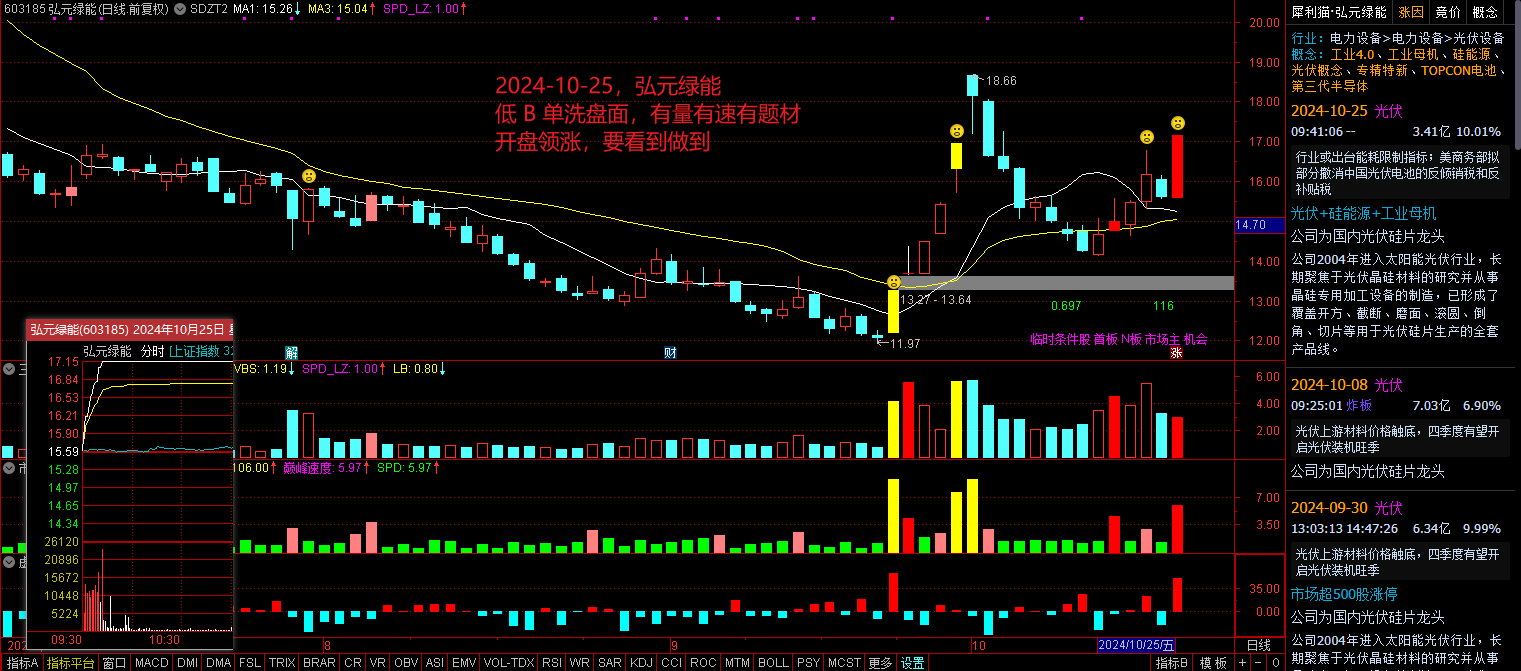 603185 弘元绿能(日线.前复权) SDZT2 MA1: 15.26↓ MA3: 15.04↑ SPD_LZ: 1.00↑
20.00
19.00
18.00
17.00
16.00
14.70
14.00
13.00
12.00
2024-10-25，弘元绿能
低 B 单洗盘面，有量有速有题材
开盘领涨，要看到做到
18.66
13.27 - 13.64
0.697
116
临时条件股 首板 N板 市场主 机会
11.97
解
财
涨
弘元绿能(603185) 2024年10月25日
弘元绿能 分时 上证指数
17.15
16.84
16.53
16.21
15.90
15.59
15.28
14.97
14.65
14.34
26120
20896
15672
10448
5224
09:30
10:30
VBS: 1.19↓ SPD_LZ: 1.00↑ LB: 0.80↓
6.00
4.00
2.00
106.00↑ 巅峰速度: 5.97↑ SPD: 5.97↑
7.00
3.50
35.00
0.00
8
9
10
2024/10/25/五
日线
指标A 指标平台 窗口 MACD DMI DMA FSL TRIX BRAR CR VR OBV ASI EMV VOL-TDX RSI WR SAR KDJ CCI ROC MTM BOLL PSY MCST 更多 设置
指标B 模板 + - 0
犀利猫·弘元绿能 涨因 竟价 概念
行业：电力设备>电力设备>光伏设备
概念：工业4.0、工业母机、硅能源、
光伏概念、专精特新、TOPCON电池、
第三代半导体
2024-10-25 光伏
09:41:06 -- 3.41亿 10.01%
行业或出台能耗限制指标；美商务部拟
部分撤消中国光伏电池的反倾销税和反
补贴税
光伏+硅能源+工业母机
公司为国内光伏硅片龙头
公司2004年进入太阳能光伏行业，长
期聚焦于光伏晶硅材料的研究并从事
晶硅专用加工设备的制造，已形成了
覆盖开方、截断、磨面、滚圆、倒
角、切片等用于光伏硅片生产的全套
产品线。
2024-10-08 光伏
09:25:01 炸板 7.03亿 6.90%
光伏上游材料价格触底，四季度有望开
启光伏装机旺季
公司为国内光伏硅片龙头
2024-09-30 光伏
13:03:13 14:47:26 6.34亿 9.99%
光伏上游材料价格触底，四季度有望开
启光伏装机旺季
市场超500股涨停
公司为国内光伏硅片龙头
公司2004年进入太阳能光伏行业，长
期聚焦于光伏晶硅材料的研究并从事